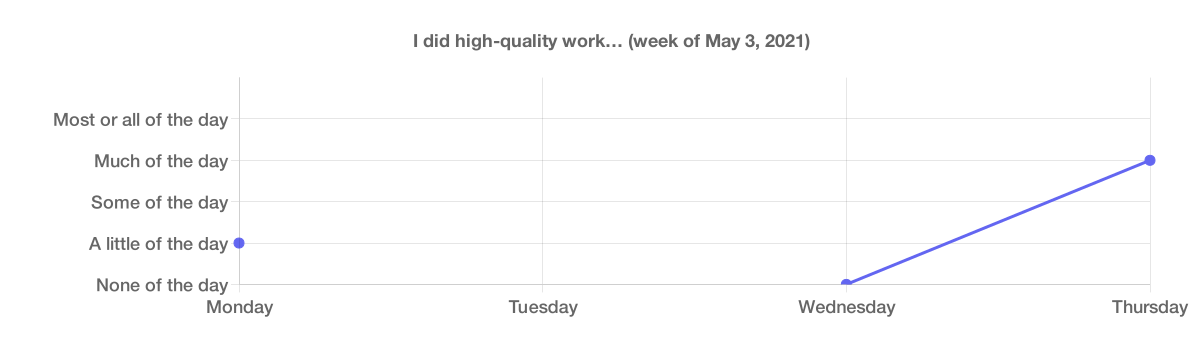 I did high-quality work… (week of May 3, 2021)
Most or all of the day
Much of the day
Some of the day
A little of the day
None of the day
Monday Tuesday Wednesday Thursday